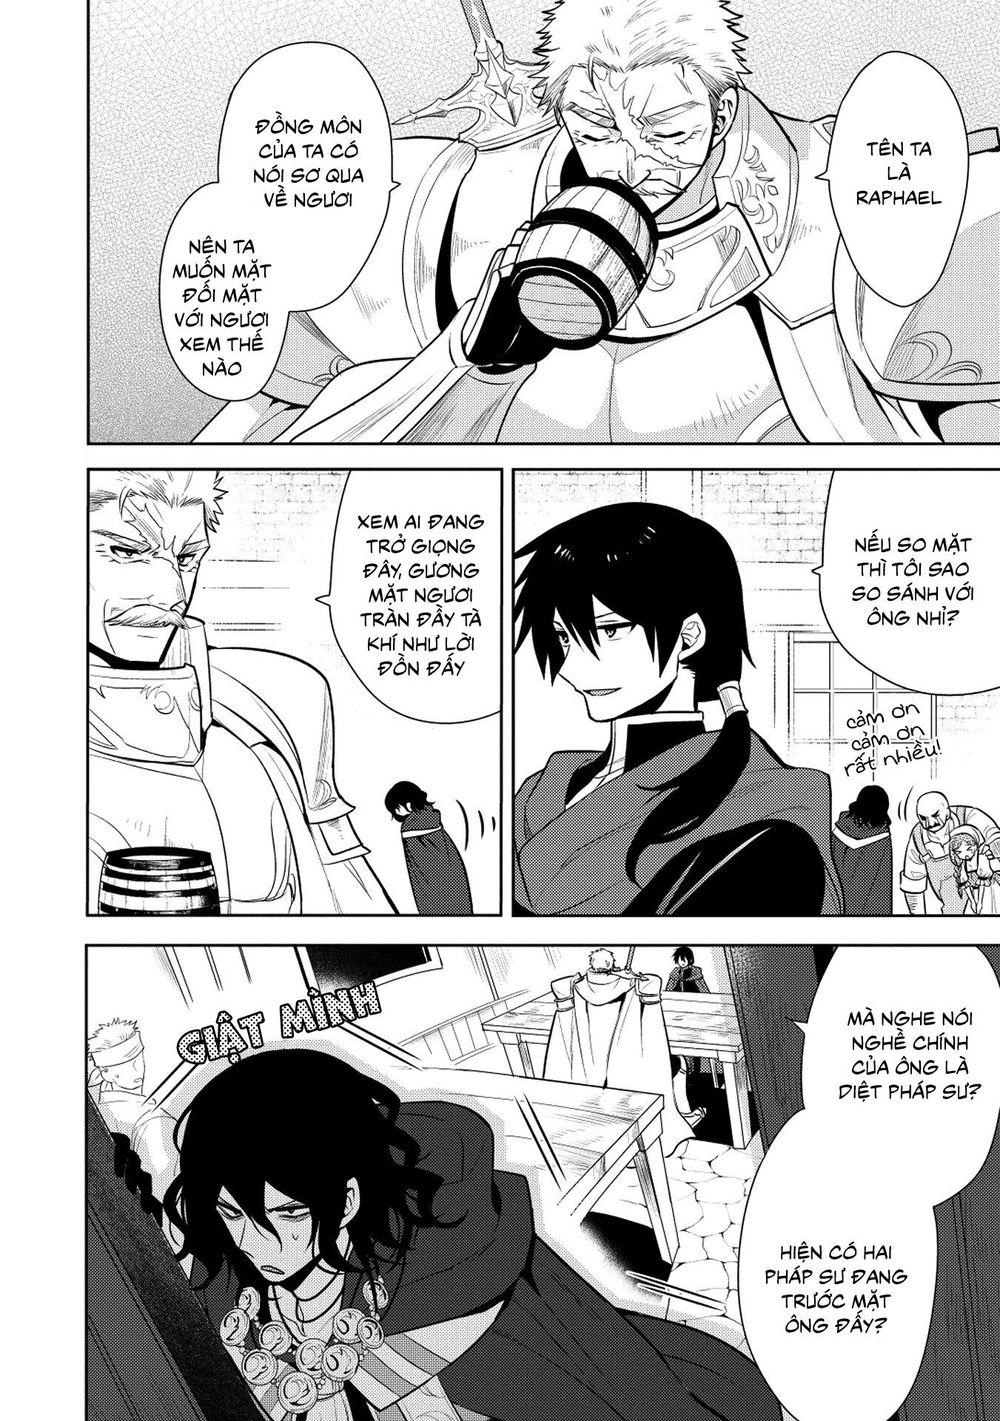 TÊN TA
LÀ
RAPHAEL
ĐỒNG MÔN
CỦA TA CÓ
NÓI SƠ QUA
VỀ NGƯƠI
NÊN TA
MUỐN MẶT
ĐỐI MẶT
VỚI NGƯƠI
XEM THẾ
NÀO
NẾU SO MẶT
THÌ TÔI SAO
SO SÁNH VỚI
ÔNG NHỈ?
cảm ơn
cảm ơn
rất nhiều!
XEM AI ĐANG
TRỞ GIỌNG
ĐÂY, GƯƠNG
MẶT NGƯƠI
TRÀN ĐẦY TÀ
KHÍ NHƯ LỜI
ĐỒN ĐẤY
MÀ NGHE NÓI
NGHỀ CHÍNH
CỦA ÔNG LÀ
DIỆT PHÁP SƯ?
GIẬT MÌNH
HIỆN CÓ HAI
PHÁP SƯ ĐANG
TRƯỚC MẶT
ÔNG ĐẤY?